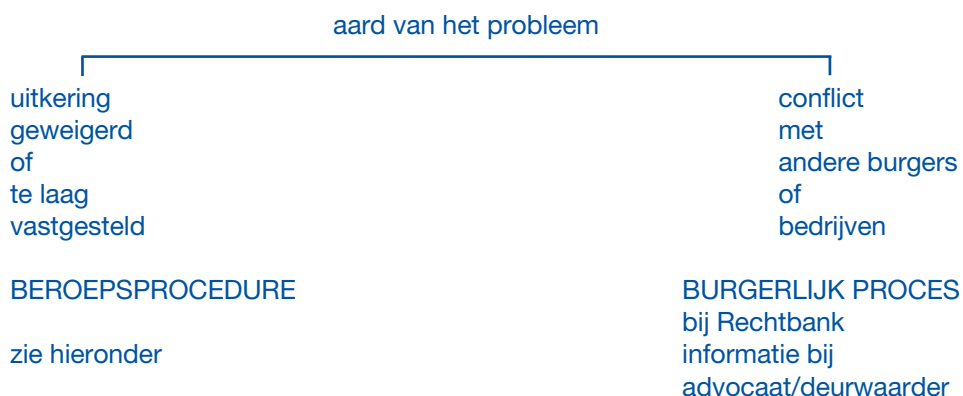 aard van het probleem
uitkering
geweigerd
of
te laag
vastgesteld
BEROEPSPROCEDURE
zie hieronder
conflict
met
andere burgers
of
bedrijven
BURGERLIJK PROCES
bij Rechtbank
informatie bij
advocaat/deurwaarder